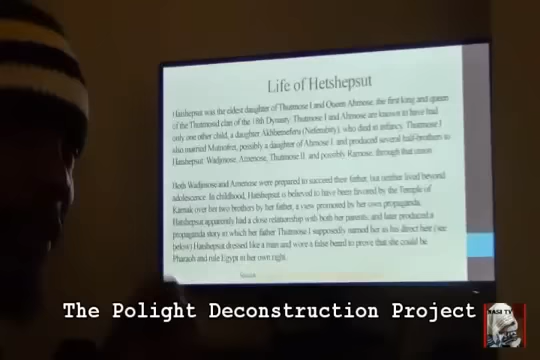 Life of Hetshepsut
Hatshepsut was the eldest daughter of Thutmose I and Queen Ahmose, the first king and queen
of the Thutmosid clan of the 18th Dynasty. Thutmose I and Ahmose are known to have had
only one other child, a daughter Akhbetneferu (Neferubity), who died in infancy. Thutmose I
also married Mutnofret, possibly a daughter of Ahmose I, and produced several half-brothers to
Hatshepsut: Wadjmose, Amenose, Thutmose II, and possibly Ramose, through that union.
Both Wadjmose and Amenose were prepared to succeed their father, but neither lived beyond
adolescence. In childhood, Hatshepsut is believed to have been favored by the Temple of
Karnak over her two brothers by her father, a view promoted by her own propaganda.
Hatshepsut apparently had a close relationship with both her parents, and later produced a
propaganda story in which her father Thutmose I supposedly named her as his direct heir (see
below) Hatshepsut dressed like a man and wore a false beard to prove that she could be
Pharaoh and rule Egypt in her own right.
The Polight Deconstruction Project
RASI TV